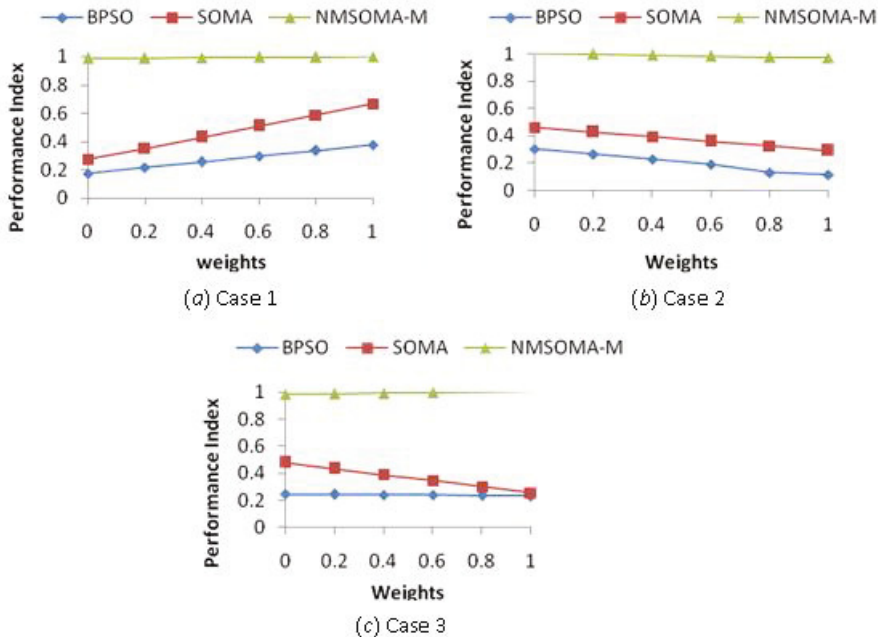 BPSO SOMA NMSOMA-M
Performance Index
1
0.8
0.6
0.4
0.2
0
0 0.2 0.4 0.6 0.8 1
weights
(a) Case 1
BPSO SOMA NMSOMA-M
Performance Index
1
0.8
0.6
0.4
0.2
0
0 0.2 0.4 0.6 0.8 1
Weights
(b) Case 2
BPSO SOMA NMSOMA-M
Performance Index
1
0.8
0.6
0.4
0.2
0
0 0.2 0.4 0.6 0.8 1
Weights
(c) Case 3